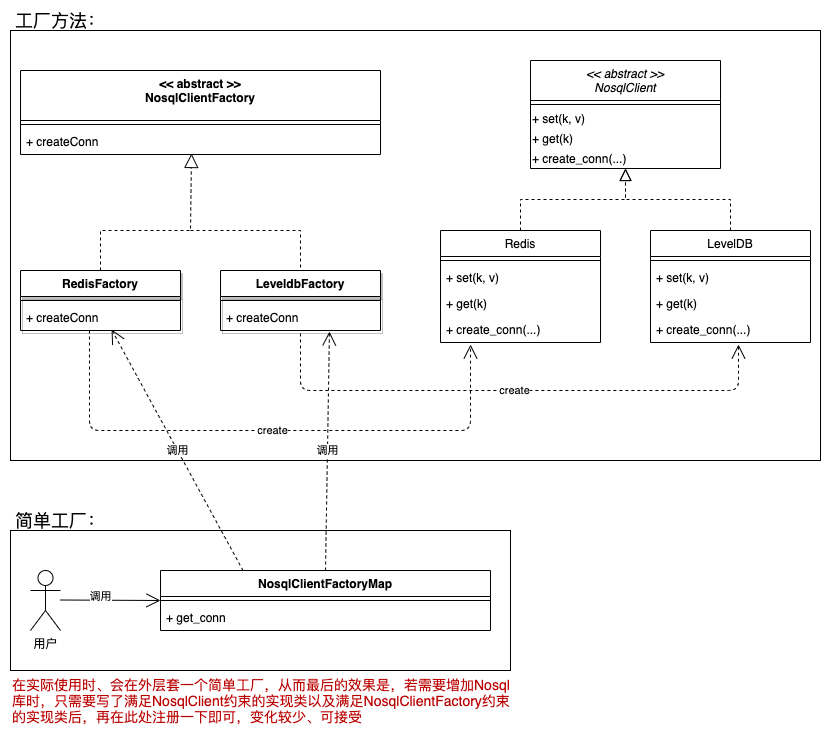 工厂方法：
<< abstract >>
NosqlClientFactory
+ createConn
<< abstract >>
NosqlClient
+ set(k, v)
+ get(k)
+ create_conn(...)
RedisFactory
+ createConn
LeveldbFactory
+ createConn
Redis
+ set(k, v)
+ get(k)
+ create_conn(...)
LevelDB
+ set(k, v)
+ get(k)
+ create_conn(...)
create
create
调用
调用
简单工厂：
NosqlClientFactoryMap
+ get_conn
调用
用户
在实际使用时、会在外层套一个简单工厂，从而最后的效果是，若需要增加Nosql
库时，只需要写了满足NosqlClient约束的实现类以及满足NosqlClientFactory约束
的实现类后，再在此处注册一下即可，变化较少、可接受